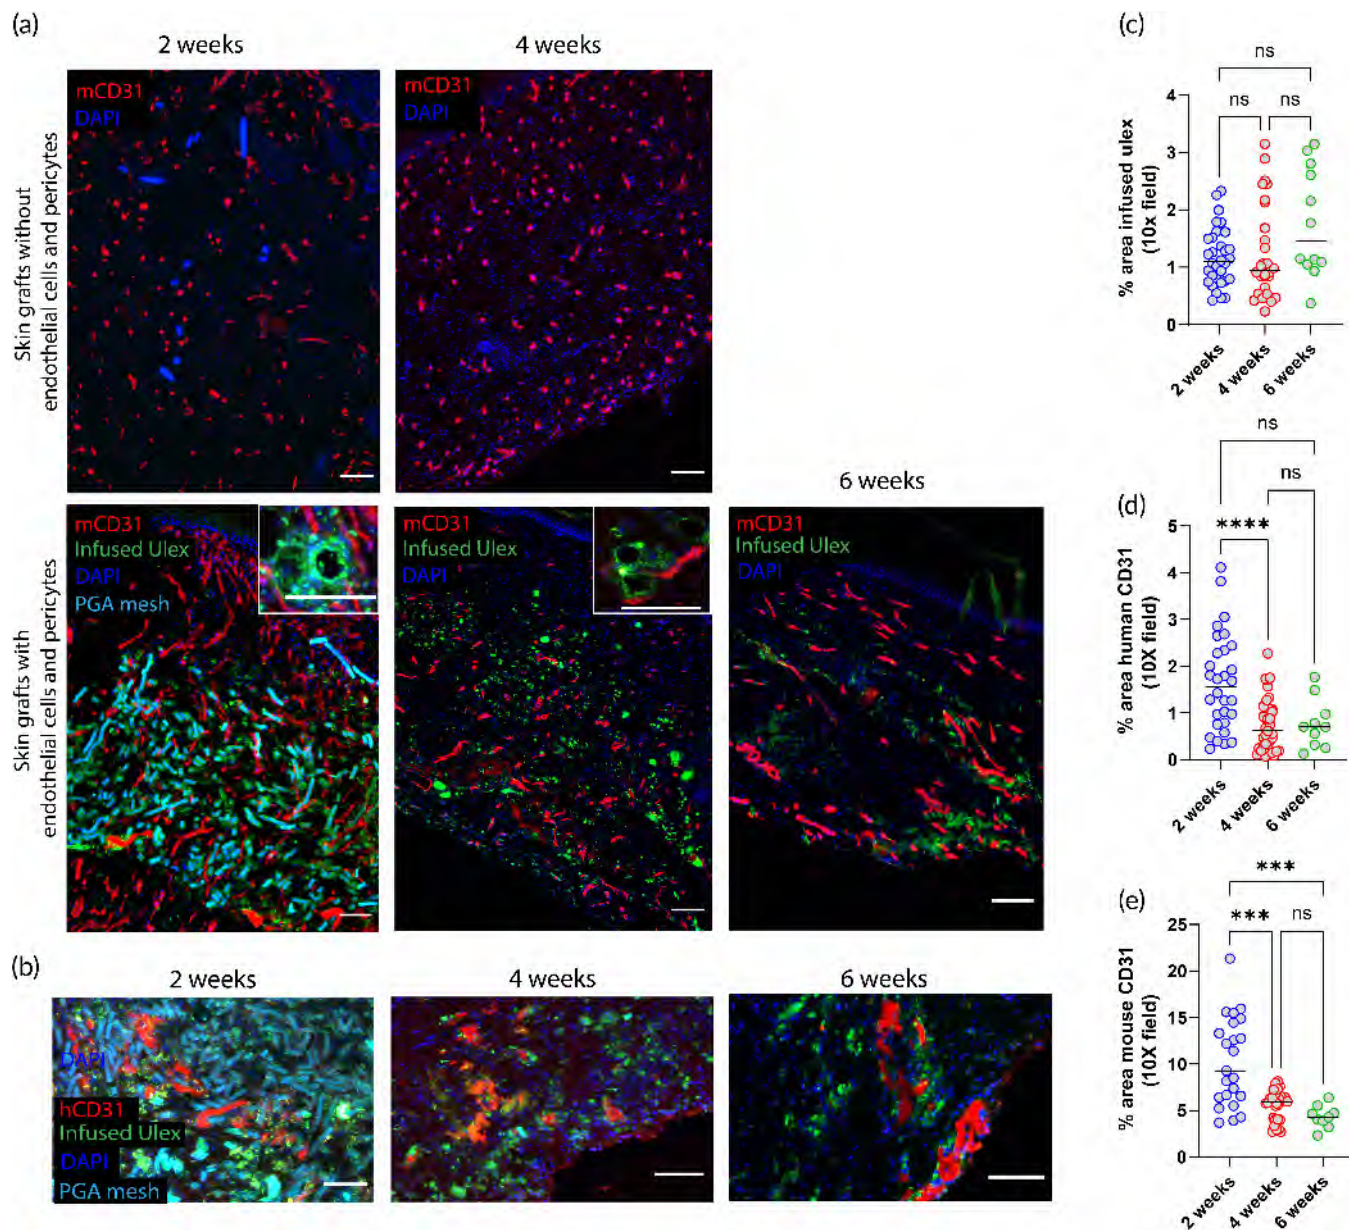 (a)
2 weeks
4 weeks
mCD31
DAPI
mCD31
DAPI
Skin grafts without
endothelial cells and pericytes
6 weeks
mCD31
Infused Ulex
DAPI
PGA mesh
mCD31
Infused Ulex
DAPI
mCD31
Infused Ulex
DAPI
Skin grafts with
endothelial cells and pericytes
(b)
2 weeks
4 weeks
6 weeks
DAPI
hCD31
Infused Ulex
DAPI
PGA mesh
(c)
ns
ns
ns
% area infused ulex
(10x field)
4
3
2
1
0
2 weeks
4 weeks
6 weeks
(d)
ns
ns
****
% area human CD31
(10X field)
5
4
3
2
1
0
2 weeks
4 weeks
6 weeks
(e)
***
***
ns
% area mouse CD31
(10X field)
25
20
15
10
5
0
2 weeks
4 weeks
6 weeks